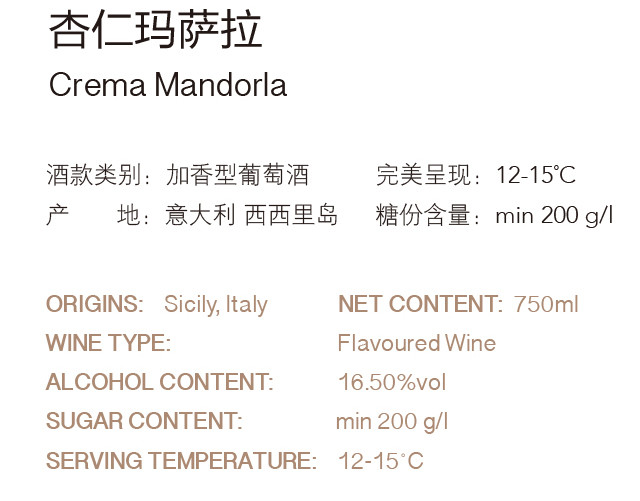 杏仁玛萨拉
Crema Mandorla
酒款类别：加香型葡萄酒 完美呈现：12-15°C
产 地：意大利 西西里岛 糖份含量：min 200 g/l
ORIGINS: Sicily, Italy NET CONTENT: 750ml
WINE TYPE: Flavoured Wine
ALCOHOL CONTENT: 16.50%vol
SUGAR CONTENT: min 200 g/l
SERVING TEMPERATURE: 12-15°C